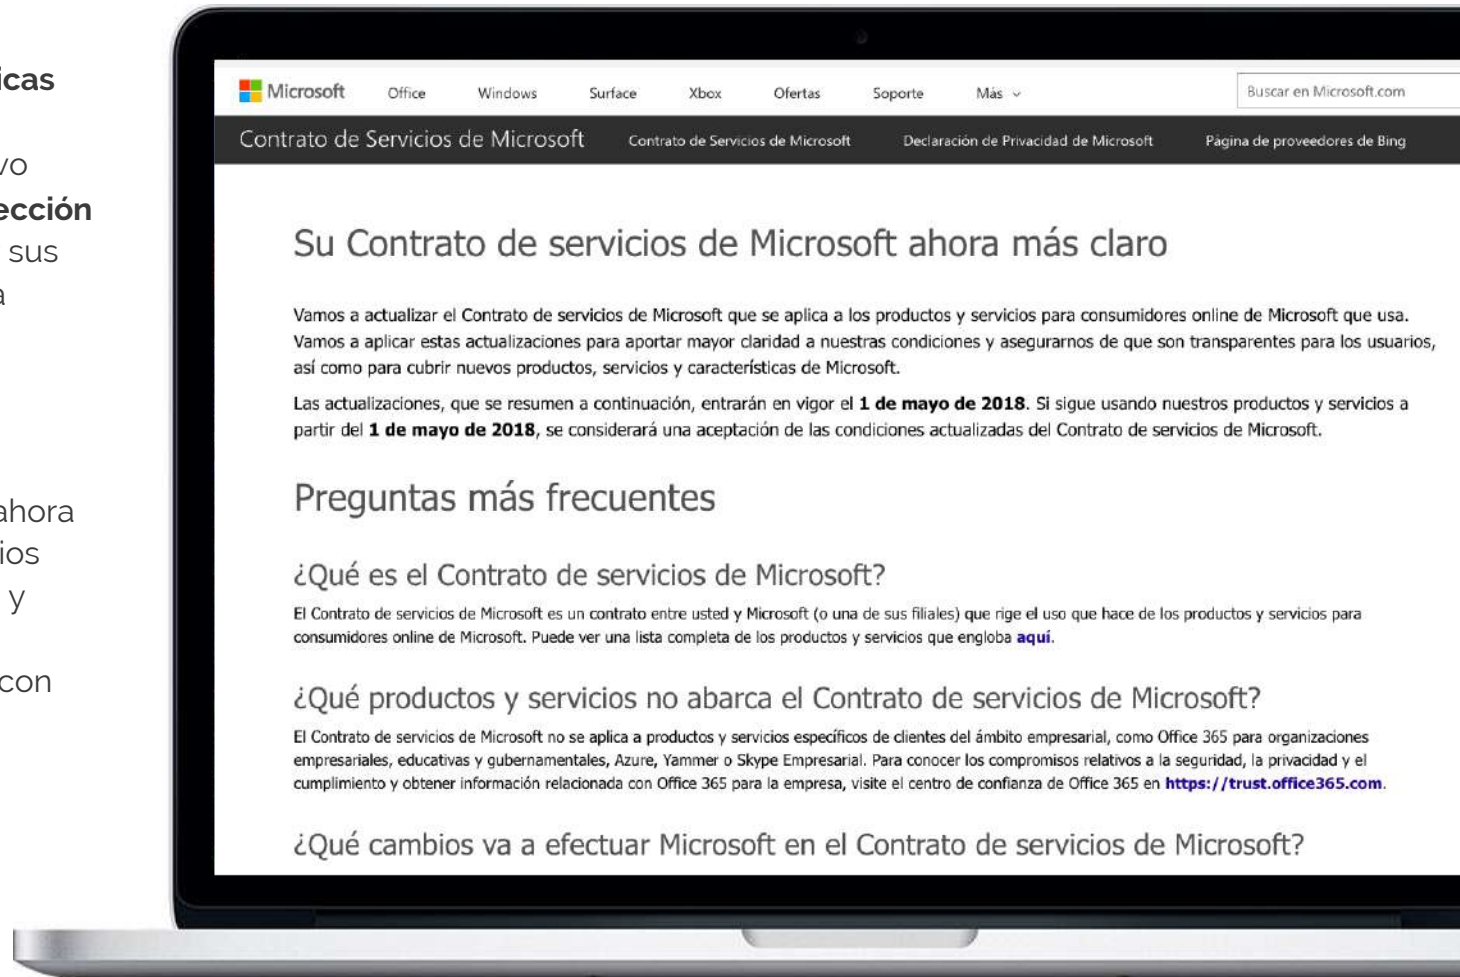 icas
vo
ección
sus
a
ahora
ios
y
con
Microsoft Office Windows Surface Xbox Ofertas Soporte Más Buscar en Microsoft.com
Contrato de Servicios de Microsoft Contrato de Servicios de Microsoft Declaración de Privacidad de Microsoft Página de proveedores de Bing
Su Contrato de servicios de Microsoft ahora más claro
Vamos a actualizar el Contrato de servicios de Microsoft que se aplica a los productos y servicios para consumidores online de Microsoft que usa.
Vamos a aplicar estas actualizaciones para aportar mayor claridad a nuestras condiciones y asegurarnos de que son transparentes para los usuarios,
así como para cubrir nuevos productos, servicios y características de Microsoft.
Las actualizaciones, que se resumen a continuación, entrarán en vigor el 1 de mayo de 2018. Si sigue usando nuestros productos y servicios a
partir del 1 de mayo de 2018, se considerará una aceptación de las condiciones actualizadas del Contrato de servicios de Microsoft.
Preguntas más frecuentes
¿Qué es el Contrato de servicios de Microsoft?
El Contrato de servicios de Microsoft es un contrato entre usted y Microsoft (o una de sus filiales) que rige el uso que hace de los productos y servicios para
consumidores online de Microsoft. Puede ver una lista completa de los productos y servicios que engloba aquí.
¿Qué productos y servicios no abarca el Contrato de servicios de Microsoft?
El Contrato de servicios de Microsoft no se aplica a productos y servicios específicos de clientes del ámbito empresarial, como Office 365 para organizaciones
empresariales, educativas y gubernamentales, Azure, Yammer o Skype Empresarial. Para conocer los compromisos relativos a la seguridad, la privacidad y el
cumplimiento y obtener información relacionada con Office 365 para la empresa, visite el centro de confianza de Office 365 en https://trust.office365.com.
¿Qué cambios va a efectuar Microsoft en el Contrato de servicios de Microsoft?